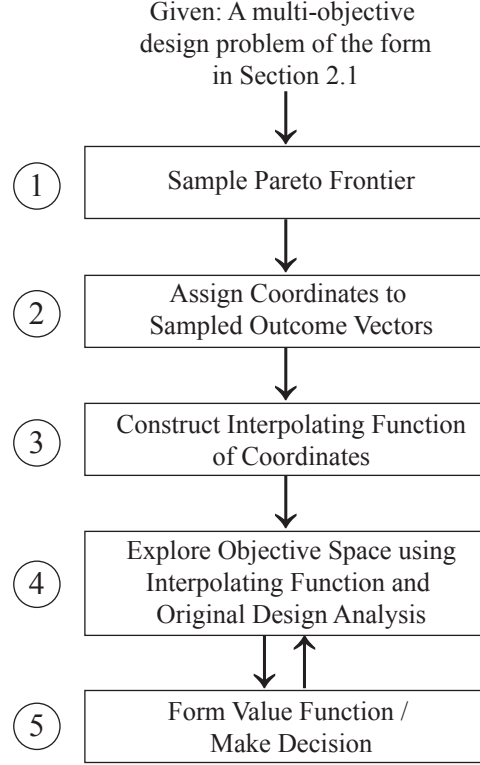 Given: A multi-objective
design problem of the form
in Section 2.1
1
Sample Pareto Frontier
2
Assign Coordinates to
Sampled Outcome Vectors
3
Construct Interpolating Function
of Coordinates
4
Explore Objective Space using
Interpolating Function and
Original Design Analysis
5
Form Value Function /
Make Decision